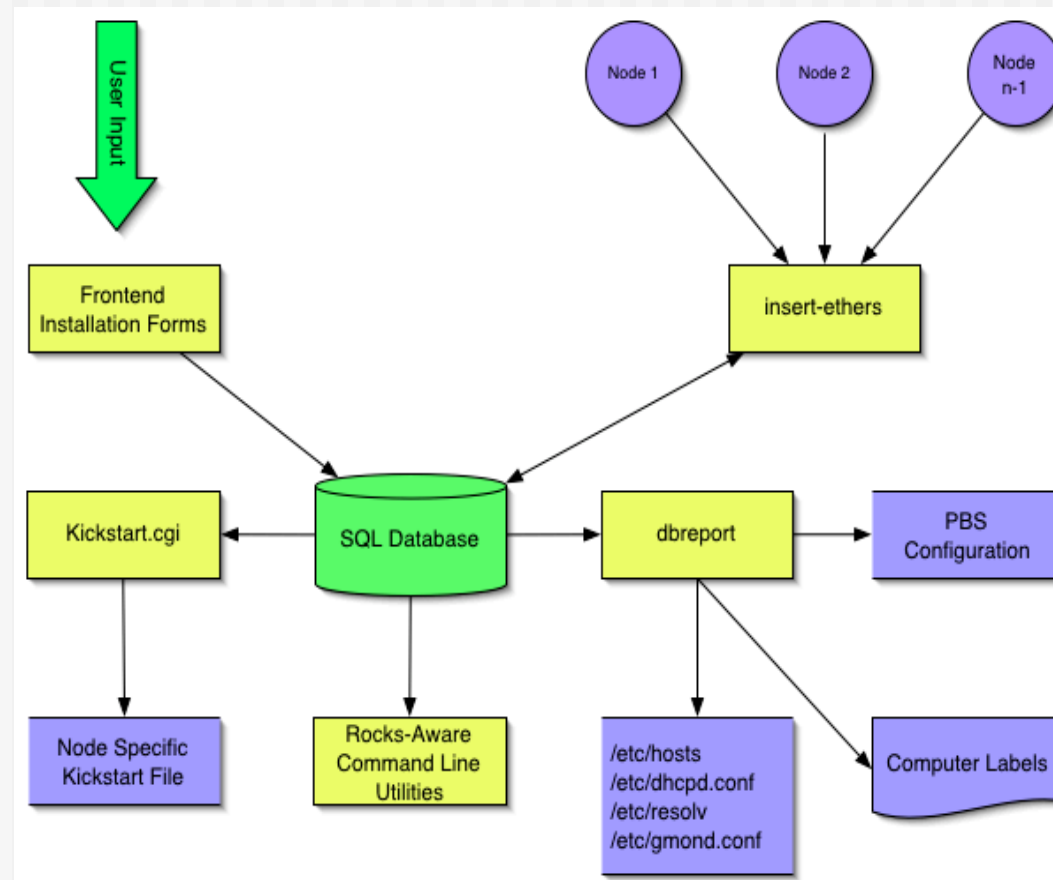 User Input
Node 1
Node 2
Node
n-1
Frontend
Installation Forms
insert-ethers
Kickstart.cgi
SQL Database
dbreport
PBS
Configuration
Node Specific
Kickstart File
Rocks-Aware
Command Line
Utilities
/etc/hosts
/etc/dhcpd.conf
/etc/resolv
/etc/gmond.conf
Computer Labels